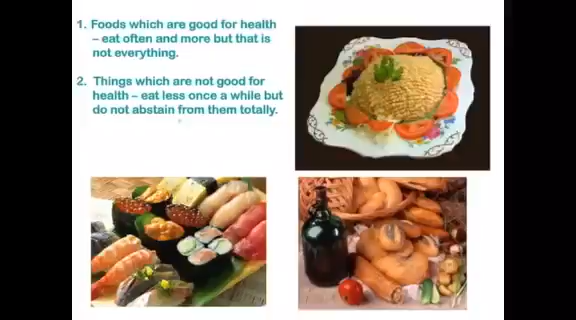 1. Foods which are good for health
– eat often and more but that is
not everything.
2. Things which are not good for
health – eat less once a while but
do not abstain from them totally.